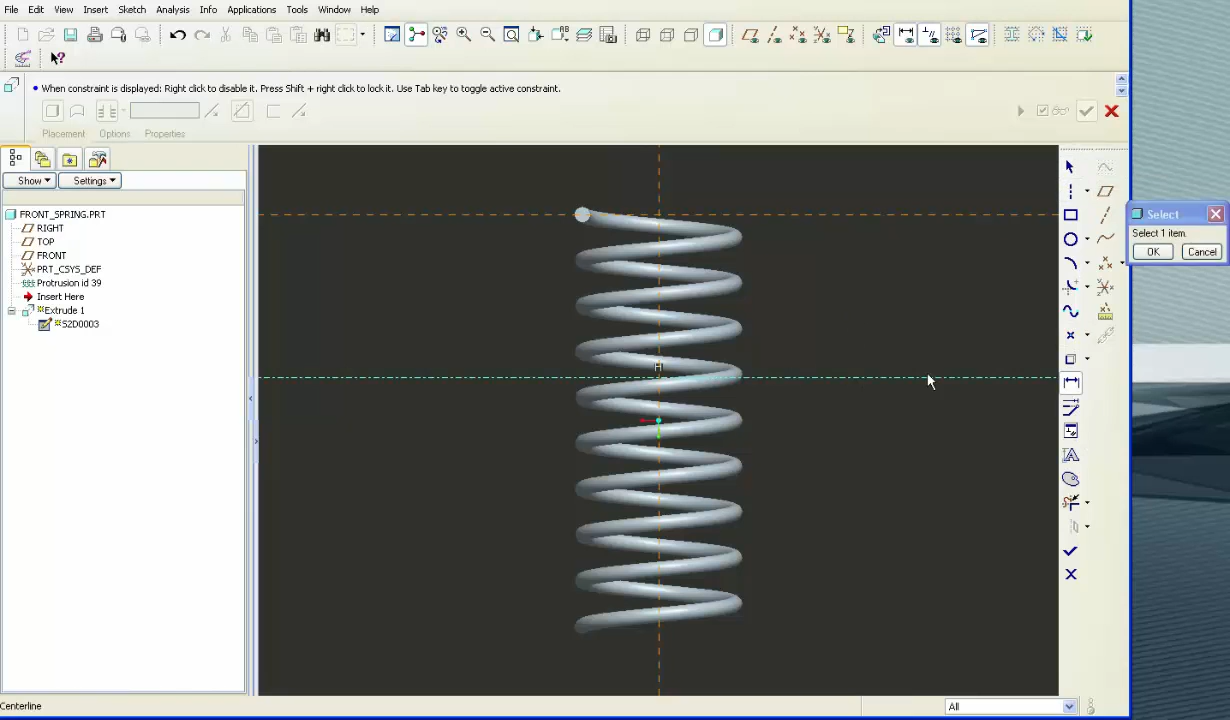 File Edit View Insert Sketch Analysis Info Applications Tools Window Help
When constraint is displayed: Right click to disable it. Press Shift + right click to lock it. Use Tab key to toggle active constraint.
Placement Options Properties
Show Settings
FRONT_SPRING.PRT
RIGHT
TOP
FRONT
PRT_CSYS_DEF
Protrusion id 39
Insert Here
Extrude 1
S2D0003
H
Select
Select 1 item.
OK Cancel
Centerline
All